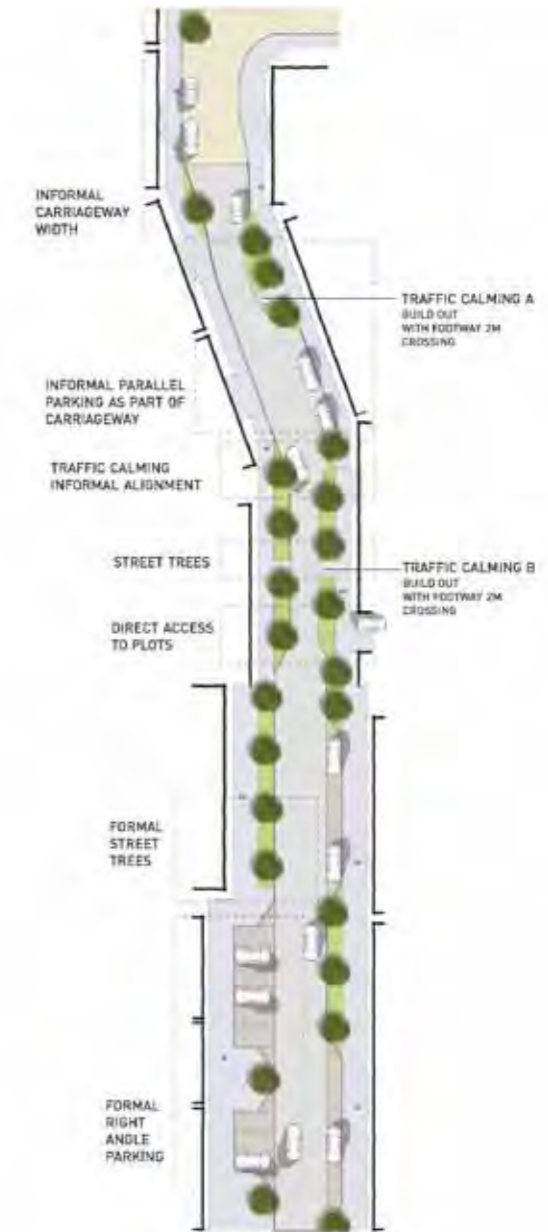 INFORMAL
CARRIAGEWAY
WIDTH
TRAFFIC CALMING A
BUILD OUT
WITH FOOTWAY 2M
CROSSING
INFORMAL PARALLEL
PARKING AS PART OF
CARRIAGEWAY
TRAFFIC CALMING
INFORMAL ALIGNMENT
STREET TREES
TRAFFIC CALMING B
BUILD OUT
WITH FOOTWAY 2M
CROSSING
DIRECT ACCESS
TO PLOTS
FORMAL
STREET
TREES
FORMAL
RIGHT
ANGLE
PARKING